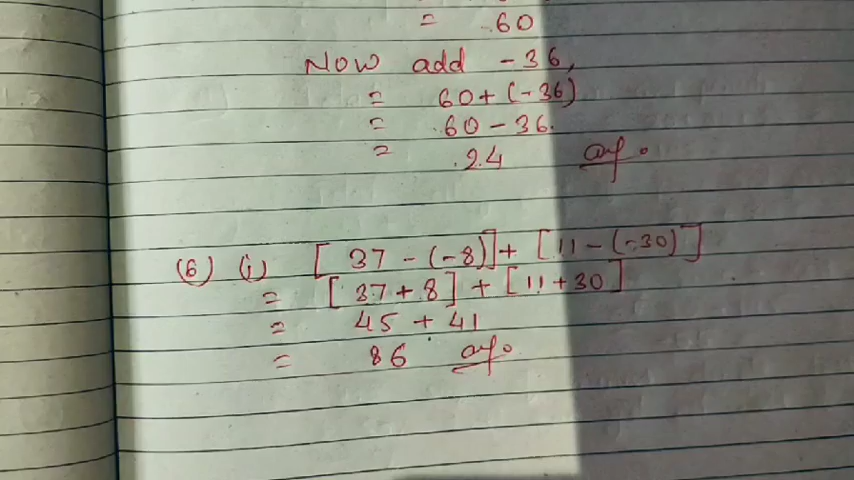 = 60
Now add -36,
= 60+(-36)
= 60-36.
= 24 Ans.
(6) (i) [37-(-8)]+[11-(-30)]
= [37+8]+[11+30]
= 45+41
= 86 Ans.